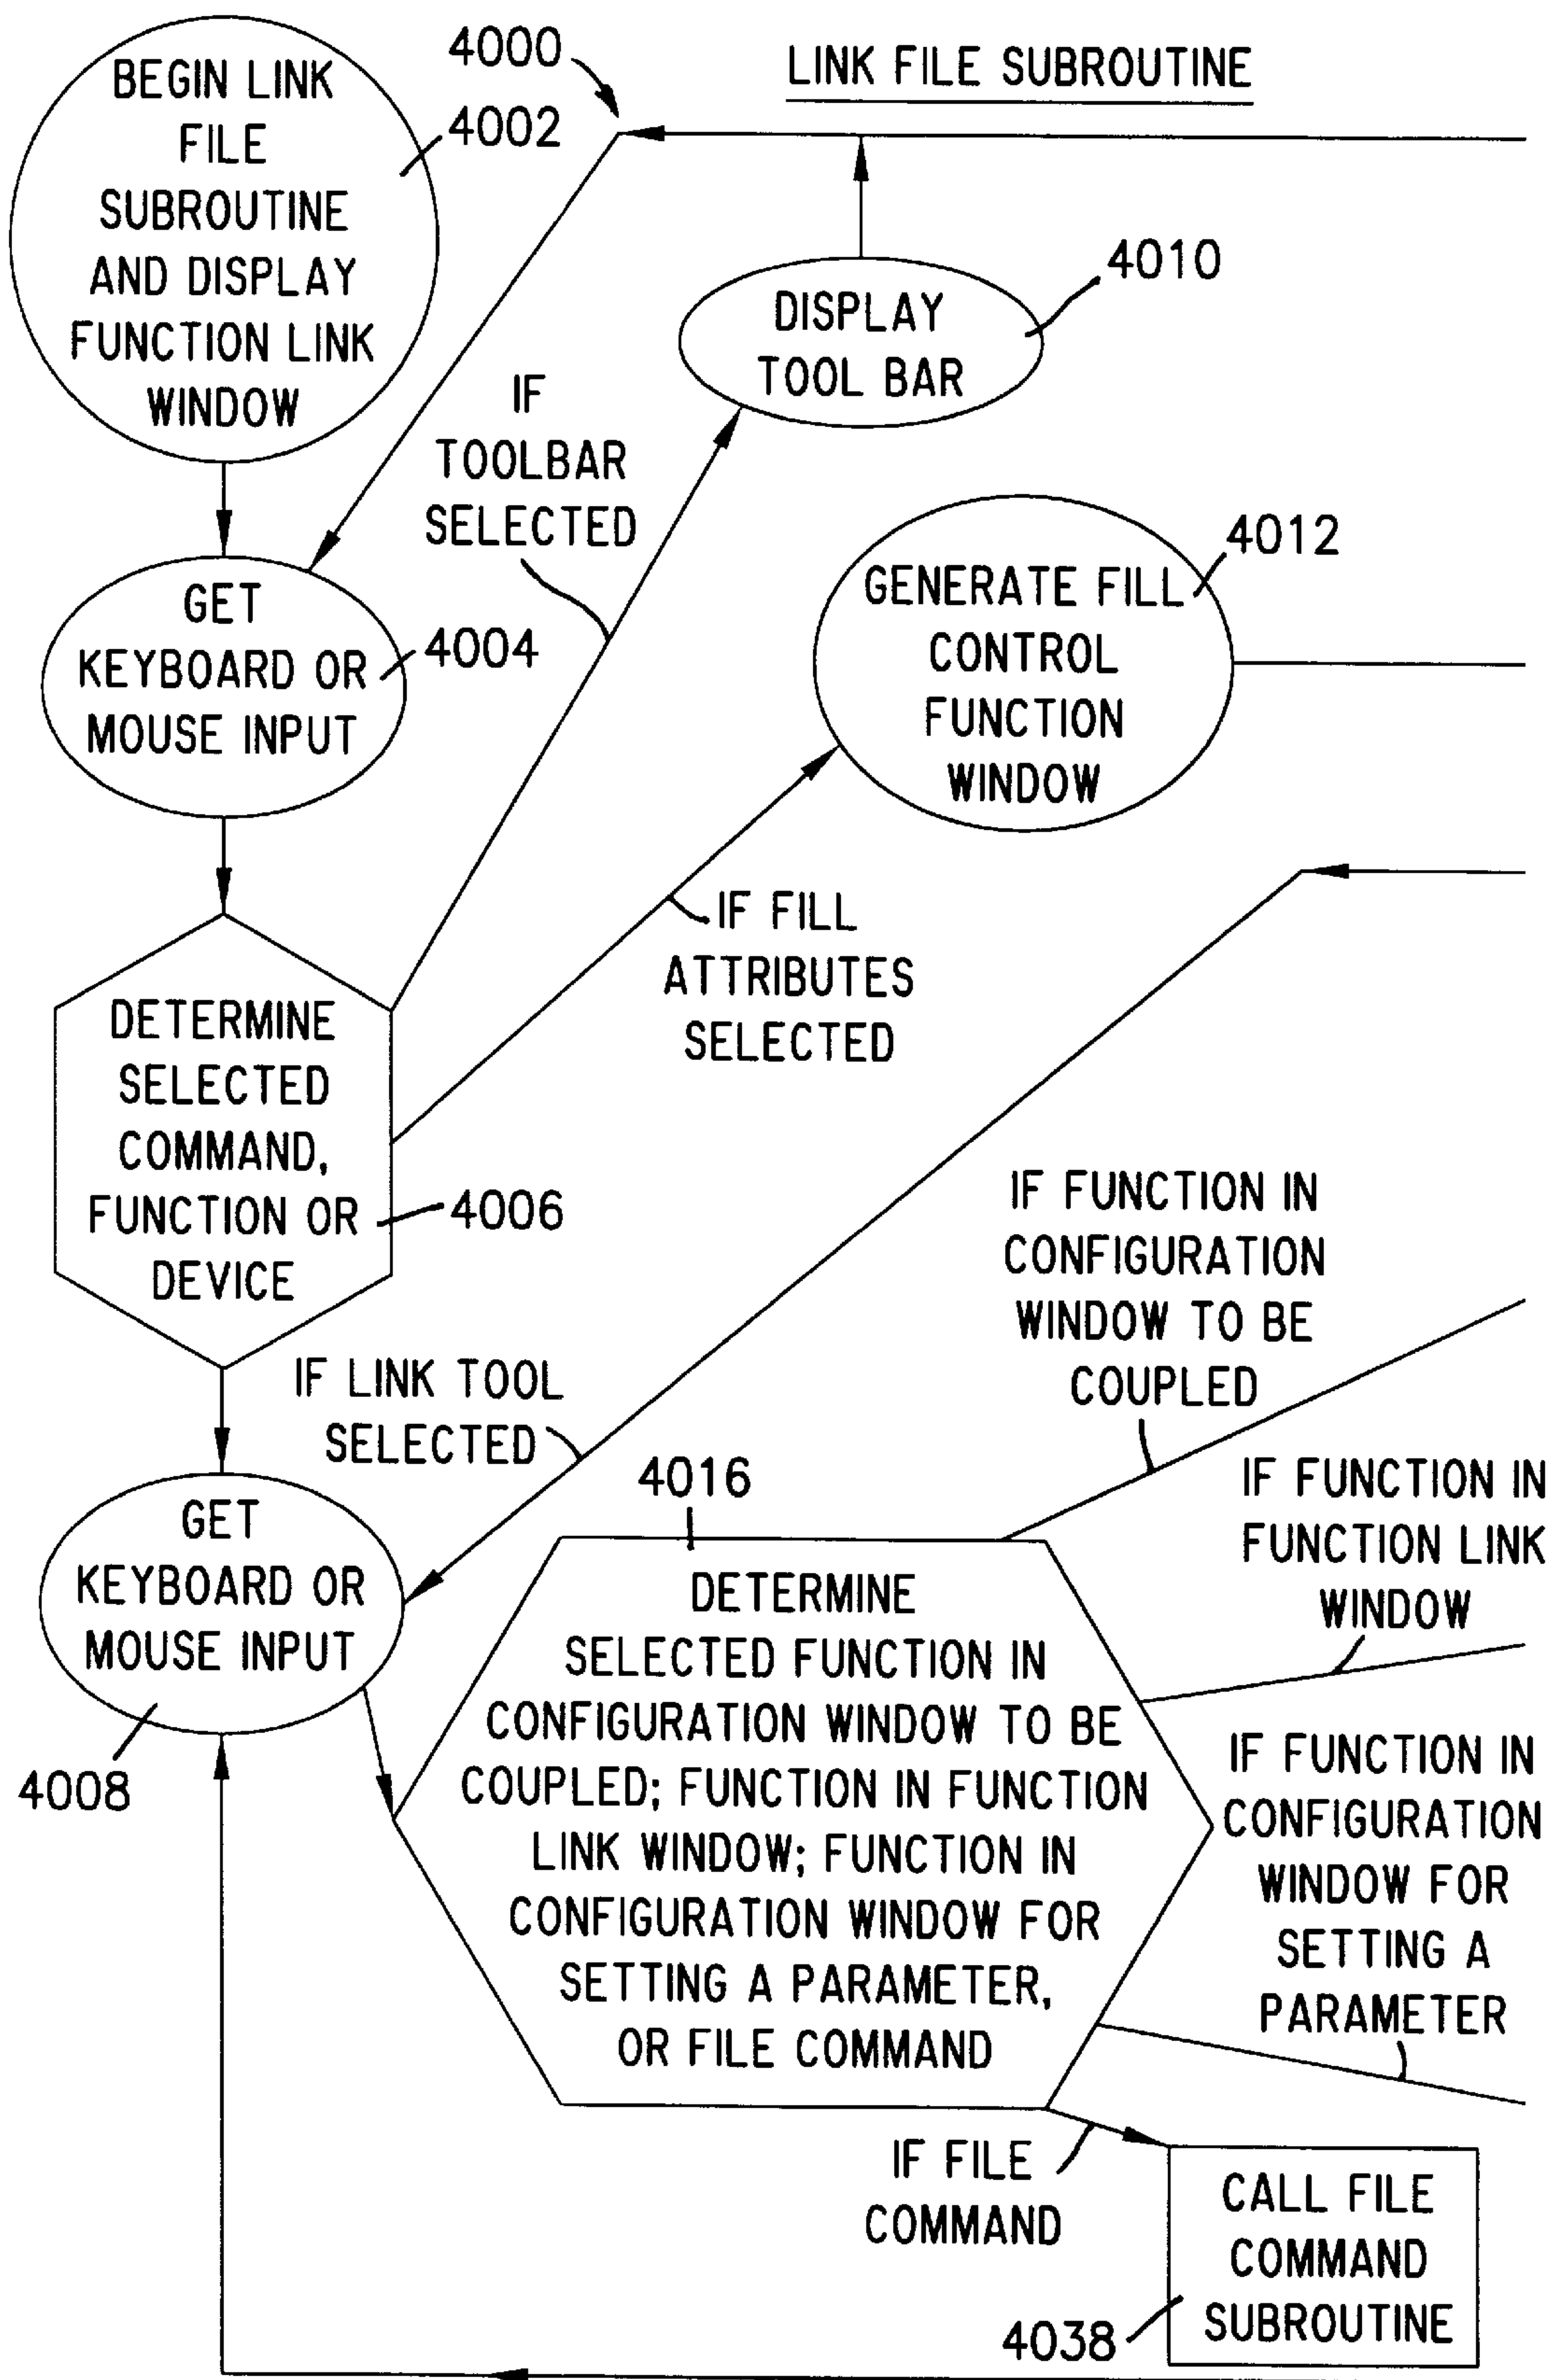 LINK FILE SUBROUTINE
4000
BEGIN LINK
FILE
SUBROUTINE
AND DISPLAY
FUNCTION LINK
WINDOW
4002
DISPLAY
TOOL BAR
4010
IF
TOOLBAR
SELECTED
GET
KEYBOARD OR
MOUSE INPUT
4004
GENERATE FILL
CONTROL
FUNCTION
WINDOW
4012
IF FILL
ATTRIBUTES
SELECTED
DETERMINE
SELECTED
COMMAND,
FUNCTION OR
DEVICE
4006
IF LINK TOOL
SELECTED
IF FUNCTION IN
CONFIGURATION
WINDOW TO BE
COUPLED
GET
KEYBOARD OR
MOUSE INPUT
4008
4016
DETERMINE
SELECTED FUNCTION IN
CONFIGURATION WINDOW TO BE
COUPLED; FUNCTION IN FUNCTION
LINK WINDOW; FUNCTION IN
CONFIGURATION WINDOW FOR
SETTING A PARAMETER,
OR FILE COMMAND
IF FUNCTION IN
FUNCTION LINK
WINDOW
IF FUNCTION IN
CONFIGURATION
WINDOW FOR
SETTING A
PARAMETER
IF FILE
COMMAND
CALL FILE
COMMAND
SUBROUTINE
4038